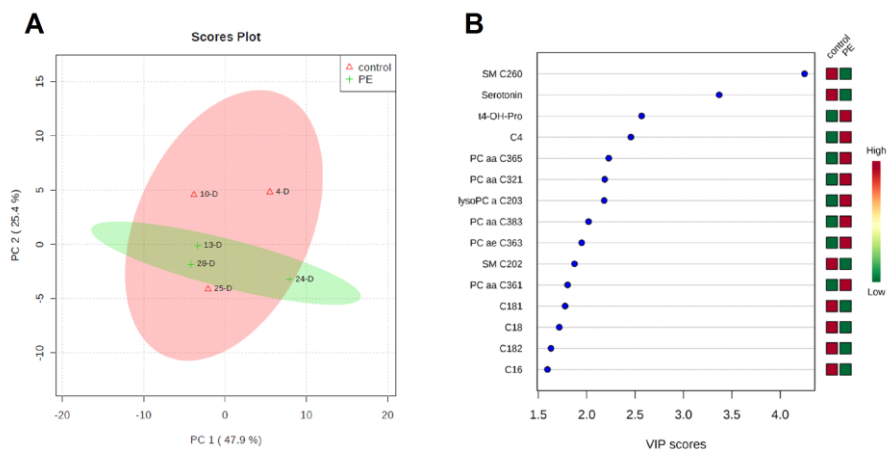 A
Scores Plot
control
PE
PC 2 ( 25.4 %)
15
10
5
0
-5
-10
10-D
4-D
13-D
28-D
24-D
25-D
-20
-10
0
10
20
PC 1 ( 47.9 %)
B
control
PE
SM C260
Serotonin
t4-OH-Pro
C4
PC aa C365
PC aa C321
lysoPC a C203
PC aa C383
PC ae C363
SM C202
PC aa C361
C181
C18
C182
C16
1.5
2.0
2.5
3.0
3.5
4.0
VIP scores
High
Low